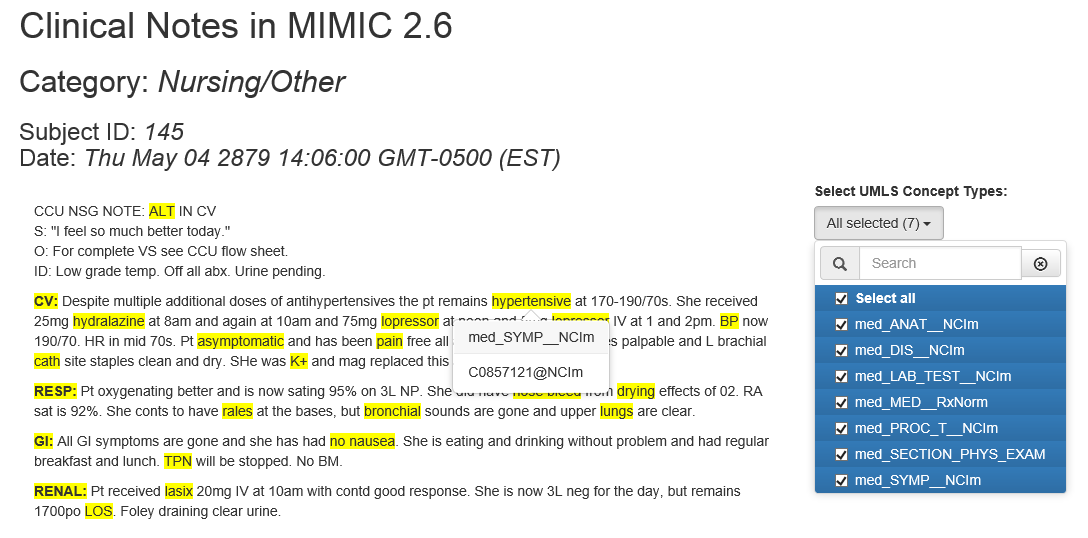 Clinical Notes in MIMIC 2.6
Category: Nursing/Other
Subject ID: 145
Date: Thu May 04 2879 14:06:00 GMT-0500 (EST)
CCU NSG NOTE: ALT IN CV
S: "I feel so much better today."
O: For complete VS see CCU flow sheet.
ID: Low grade temp. Off all abx. Urine pending.
CV: Despite multiple additional doses of antihypertensives the pt remains hypertensive at 170-190/70s. She received
25mg hydralazine at 8am and again at 10am and 75mg lopressor at noon and lopressor IV at 1 and 2pm. BP now
190/70. HR in mid 70s. Pt asymptomatic and has been pain free all palpable and L brachial
cath site staples clean and dry. SHe was K+ and mag replaced this
med_SYMP__NCIm
C0857121@NCIm
RESP: Pt oxygenating better and is now sating 95% on 3L NP. She did have nose bleed from drying effects of 02. RA
sat is 92%. She conts to have rales at the bases, but bronchial sounds are gone and upper lungs are clear.
GI: All GI symptoms are gone and she has had no nausea. She is eating and drinking without problem and had regular
breakfast and lunch. TPN will be stopped. No BM.
RENAL: Pt received lasix 20mg IV at 10am with contd good response. She is now 3L neg for the day, but remains
1700po LOS. Foley draining clear urine.
Select UMLS Concept Types:
All selected (7)
Search
Select all
med_ANAT__NCIm
med_DIS__NCIm
med_LAB_TEST__NCIm
med_MED__RxNorm
med_PROC_T__NCIm
med_SECTION_PHYS_EXAM
med_SYMP__NCIm